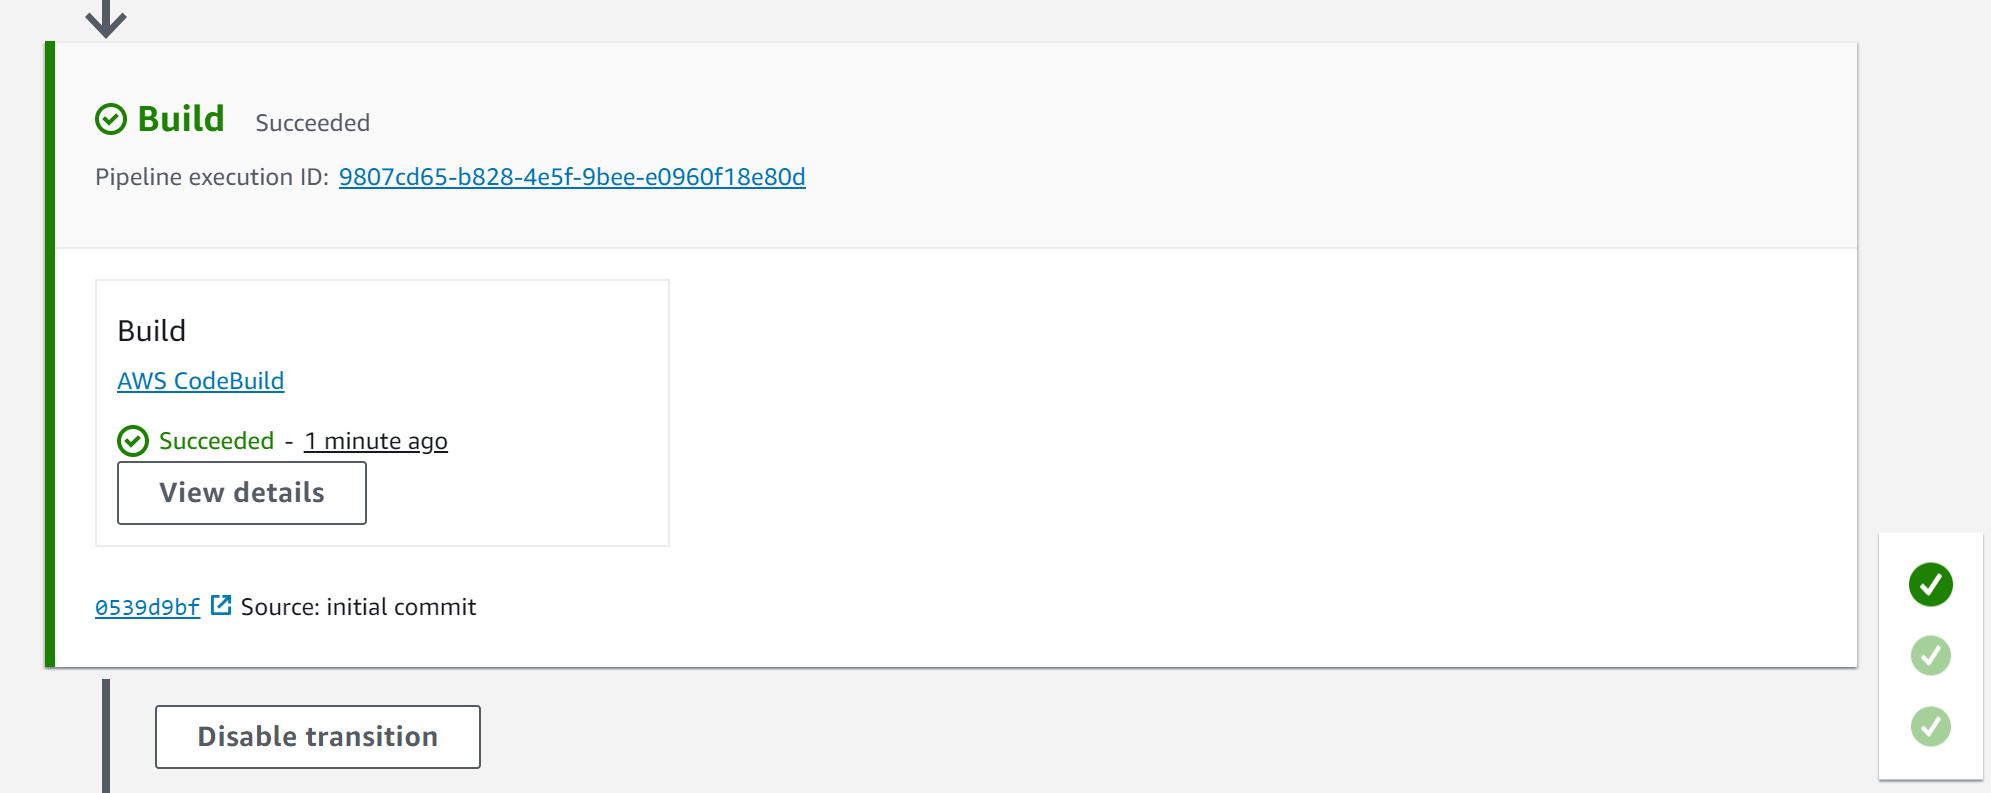 Build Succeeded
Pipeline execution ID: 9807cd65-b828-4e5f-9bee-e0960f18e80d
Build
AWS CodeBuild
Succeeded - 1 minute ago
View details
0539d9bf Source: initial commit
Disable transition